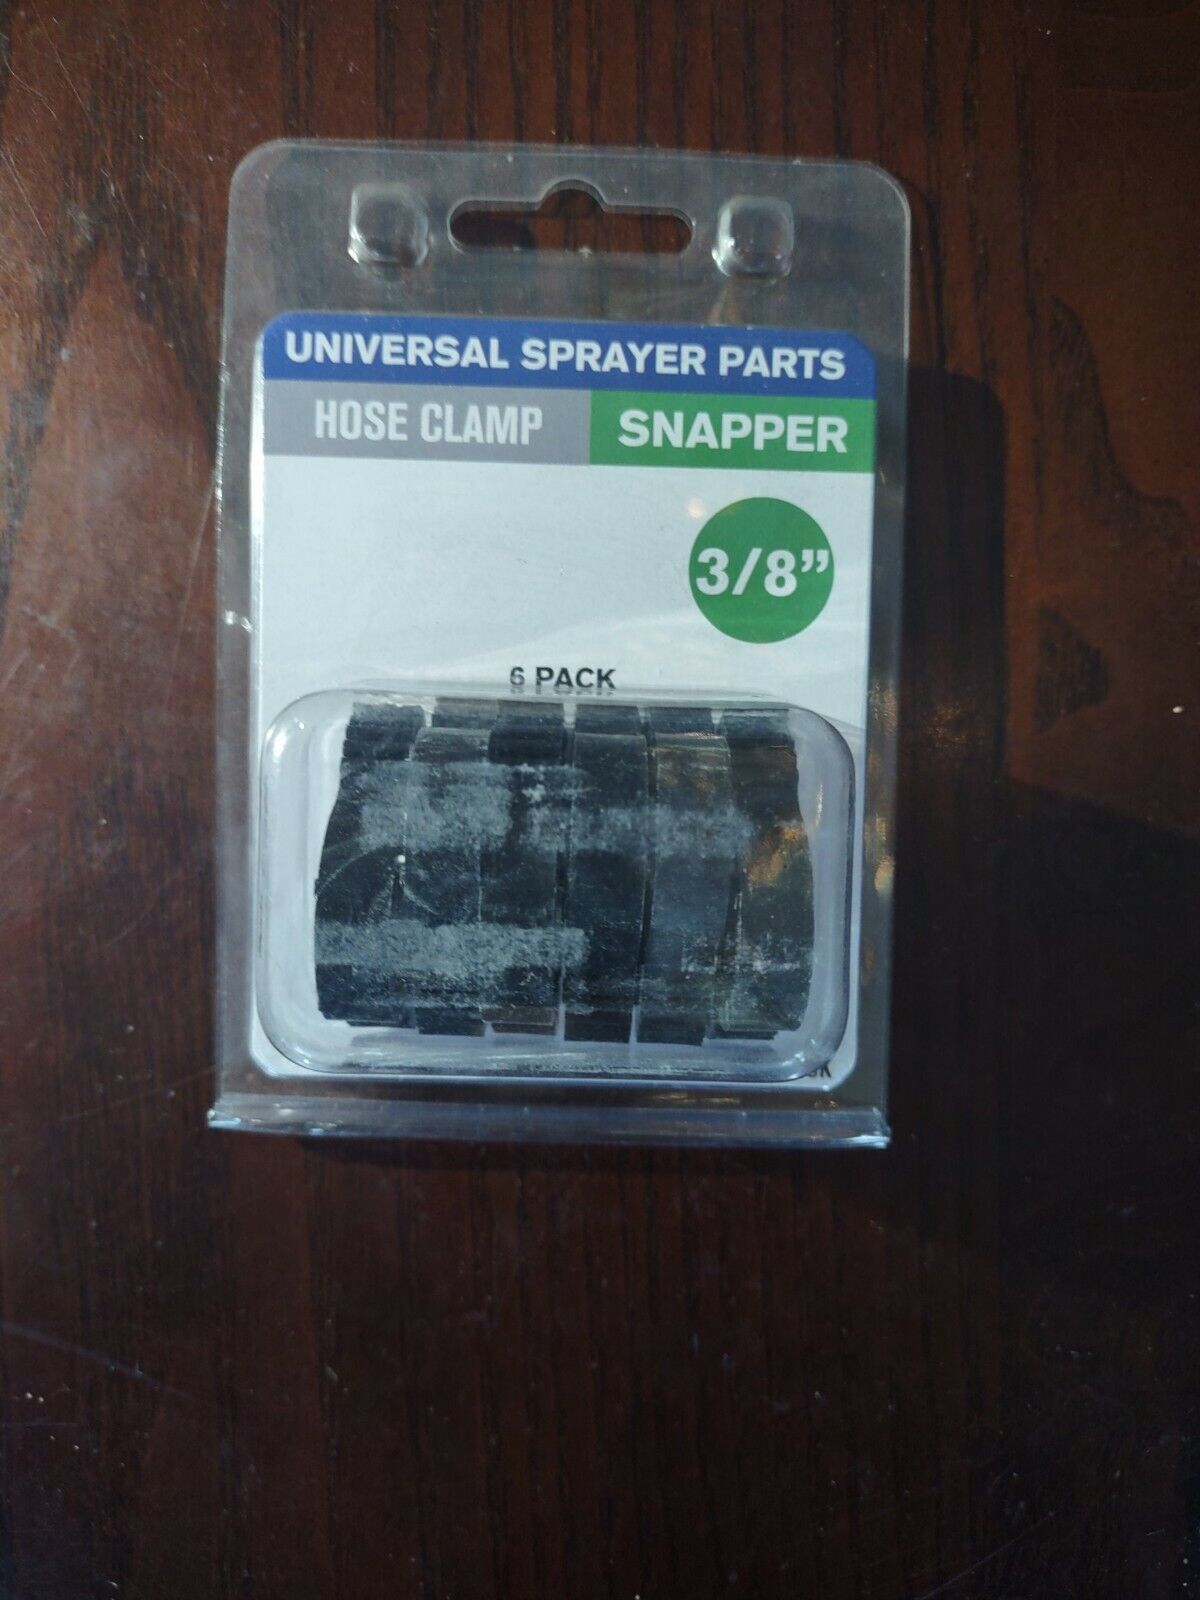 UNIVERSAL SPRAYER PARTS
HOSE CLAMP
SNAPPER
3/8”
6 PACK